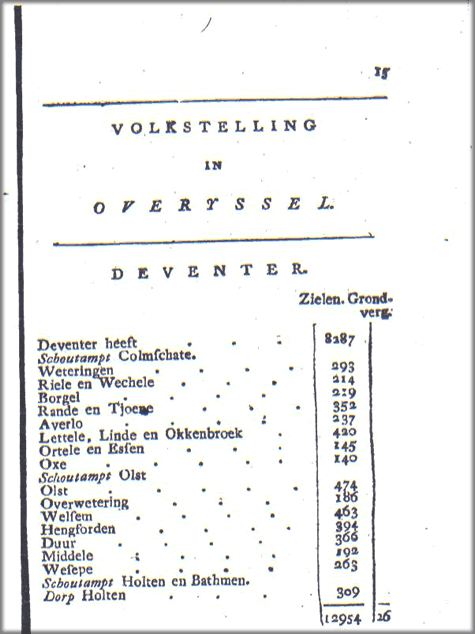 15
VOLKSTELLING
IN
OVERYSSEL.
DEVENTER.
Zielen. Grond-
verg:
Deventer heeft . . . 8287
Schoutampt Colmſchate.
Weteringen . . . . 293
Riele en Wechele . . . 214
Borgel . . . . 219
Rande en Tjoene . . . 352
Averlo . . . . 237
Lettele, Linde en Okkenbroek . 420
Ortele en Eſſen . . . 145
Oxe . . . . 140
Schoutampt Olst
Olst . . . . 474
Overwetering . . . 186
Welſem . . . . 463
Hengforden . . . 394
Duur . . . . 366
Middele . . . . 192
Weſepe . . . . 263
Schoutampt Holten en Bathmen.
Dorp Holten . . . 309
12954 26